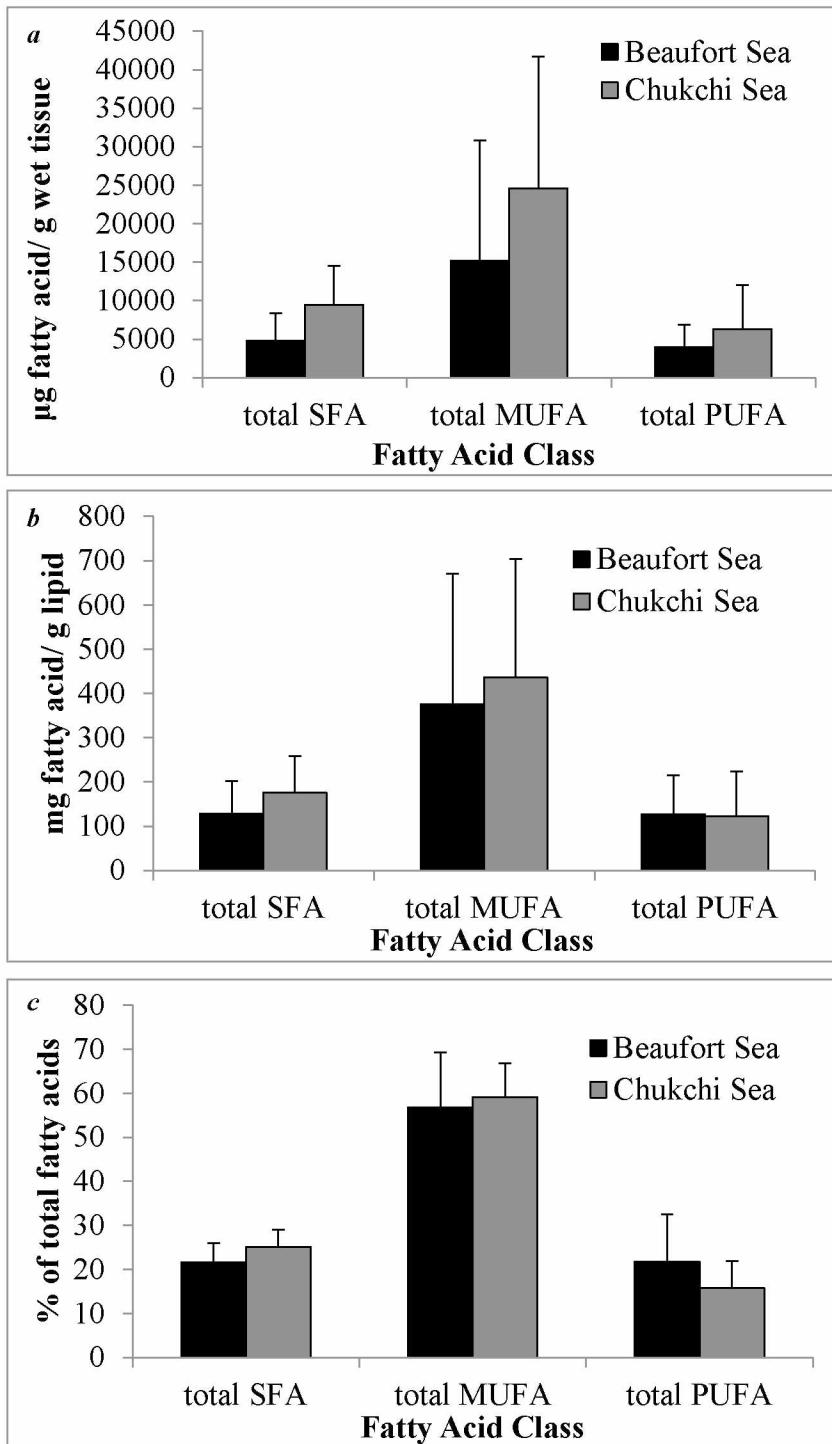 a
µg fatty acid/ g wet tissue
45000
40000
35000
30000
25000
20000
15000
10000
5000
0
Beaufort Sea
Chukchi Sea
total SFA total MUFA total PUFA
Fatty Acid Class
b
mg fatty acid/ g lipid
800
700
600
500
400
300
200
100
0
Beaufort Sea
Chukchi Sea
total SFA total MUFA total PUFA
Fatty Acid Class
c
% of total fatty acids
80
70
60
50
40
30
20
10
0
Beaufort Sea
Chukchi Sea
total SFA total MUFA total PUFA
Fatty Acid Class